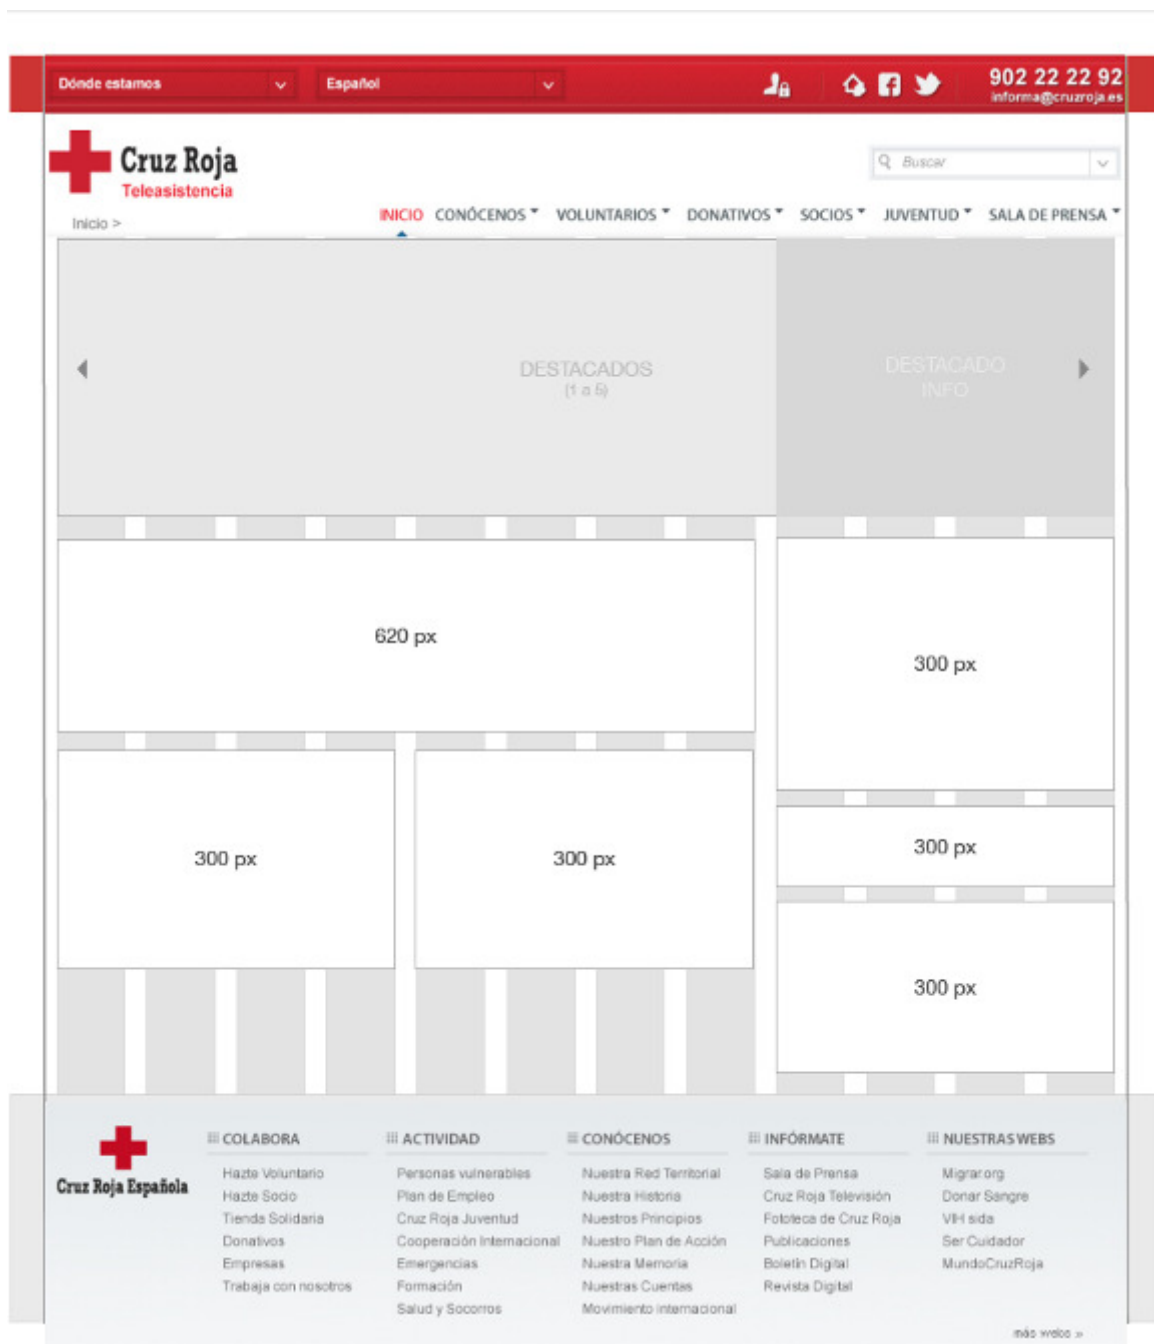 Dónde estamos
Español
902 22 22 92
informa@cruzroja.es
Cruz Roja
Teleasistencia
Buscar
Inicio >
INICIO CONÓCENOS VOLUNTARIOS DONATIVOS SOCIOS JUVENTUD SALA DE PRENSA
DESTACADOS
(1 a 5)
DESTACADO
INFO
620 px
300 px
300 px
300 px
300 px
300 px
Cruz Roja Española
COLABORA
Hazte Voluntario
Hazte Socio
Tienda Solidaria
Donativos
Empresas
Trabaja con nosotros
ACTIVIDAD
Personas vulnerables
Plan de Empleo
Cruz Roja Juventud
Cooperación Internacional
Emergencias
Formación
Salud y Socorros
CONÓCENOS
Nuestra Red Territorial
Nuestra Historia
Nuestros Principios
Nuestro Plan de Acción
Nuestra Memoria
Nuestras Cuentas
Movimiento Internacional
INFÓRMATE
Sala de Prensa
Cruz Roja Televisión
Fototeca de Cruz Roja
Publicaciones
Boletín Digital
Revista Digital
NUESTRAS WEBS
Migrar.org
Donar Sangre
VIH sida
Ser Cuidador
MundoCruzRoja
más webs »